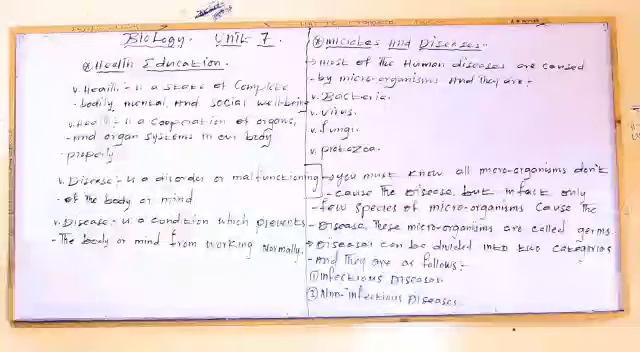 Biology. Unit 7.
Health Education.
v. Health:- is a state of complete
- bodily, mental, and social well-being
v. Health:- is a cooperation of organs,
- and organ systems in our body
- properly
v. Disease:- is a disorder or malfunctioning
- of the body or mind
v. Disease:- is a condition which prevents
- The body or mind from working normally.
Microbes And Diseases.
→ Most of the Human diseases are caused
- by micro-organisms And they are:
v. Bacteria.
v. Virus.
v. fungi.
v. protozoa.
→ you must know all micro-organisms don't
- cause The disease, but infact only
- few species of micro-organisms cause The
- Disease. These micro-organisms are called germs.
→ Diseases can be divided into two categories
- and They are as follows:-
① Infectious Diseases.
② Non-infectious Diseases.